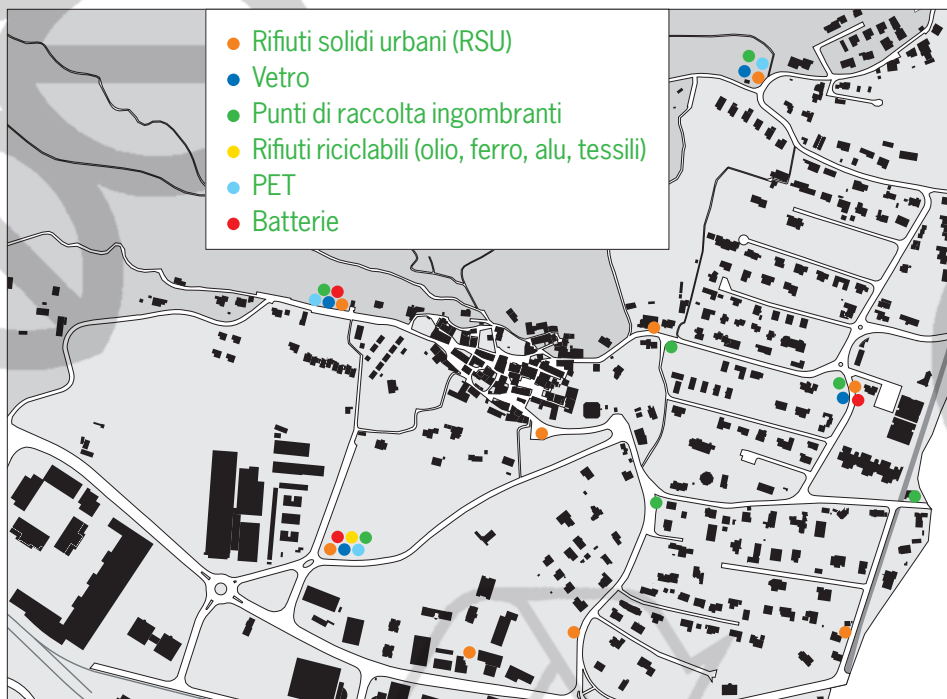 Rifiuti solidi urbani (RSU)
Vetro
Punti di raccolta ingombranti
Rifiuti riciclabili (olio, ferro, alu, tessili)
PET
Batterie